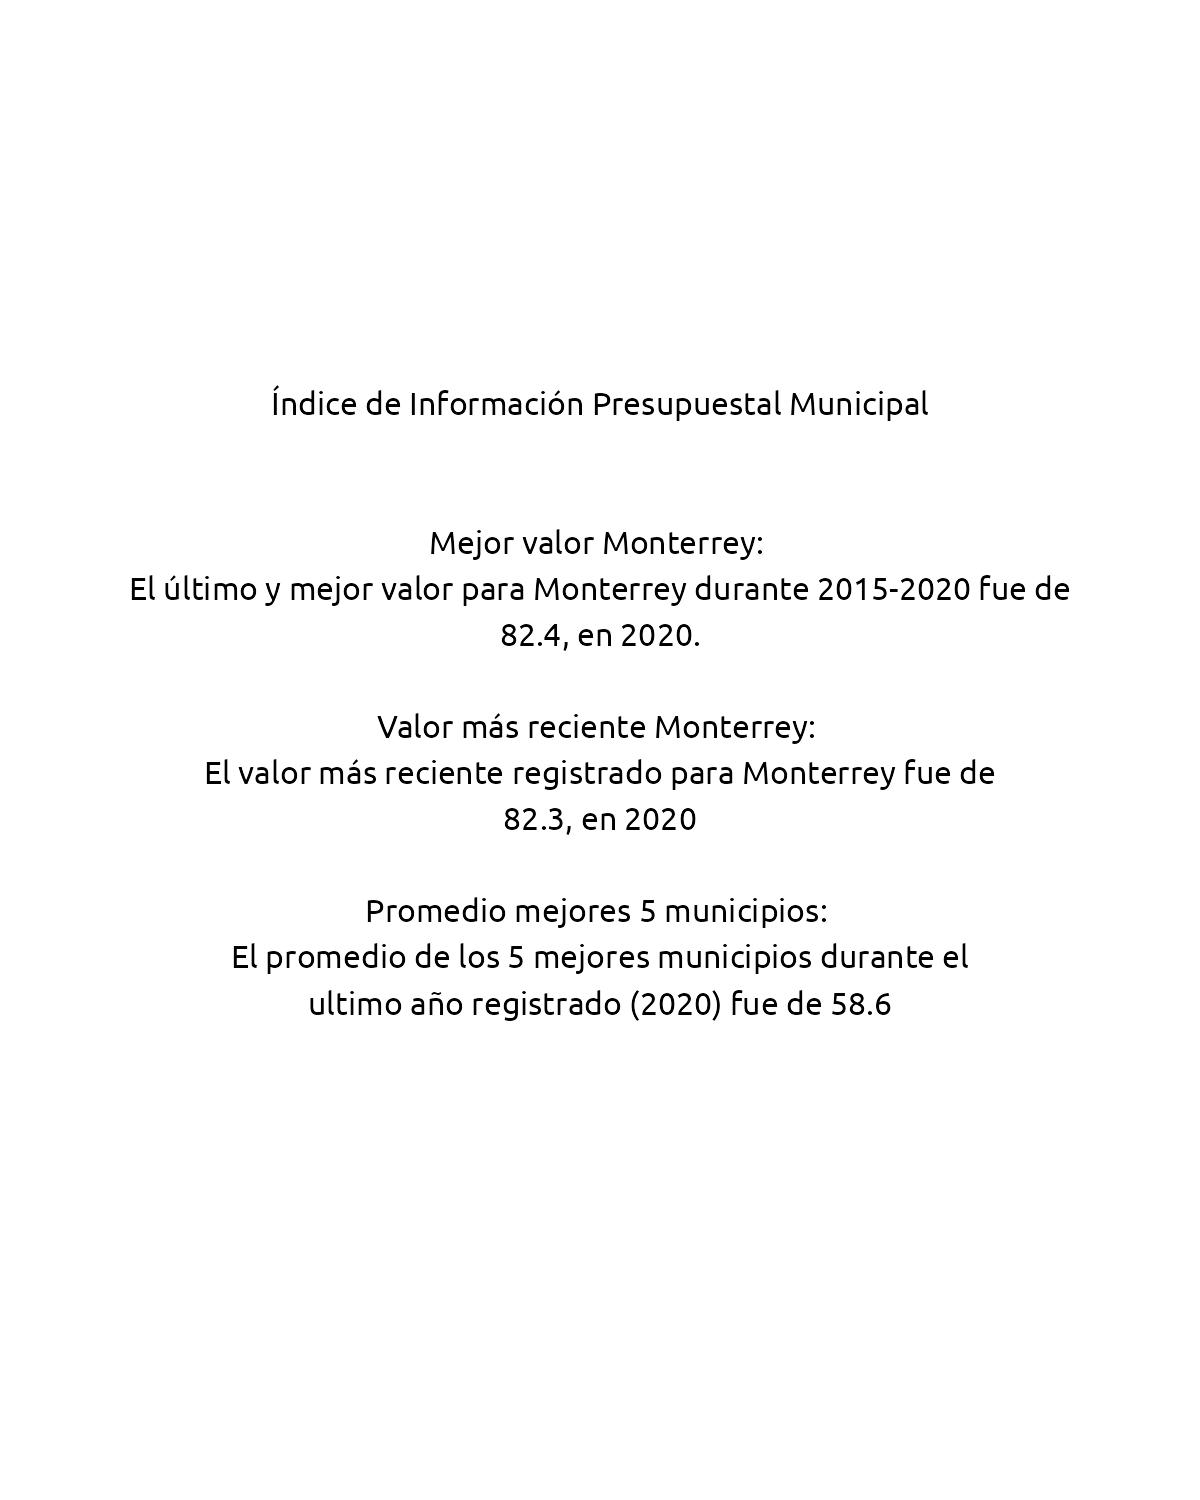 Índice de Información Presupuestal Municipal
Mejor valor Monterrey:
El último y mejor valor para Monterrey durante 2015-2020 fue de
82.4, en 2020.
Valor más reciente Monterrey:
El valor más reciente registrado para Monterrey fue de
82.3, en 2020
Promedio mejores 5 municipios:
El promedio de los 5 mejores municipios durante el
ultimo año registrado (2020) fue de 58.6